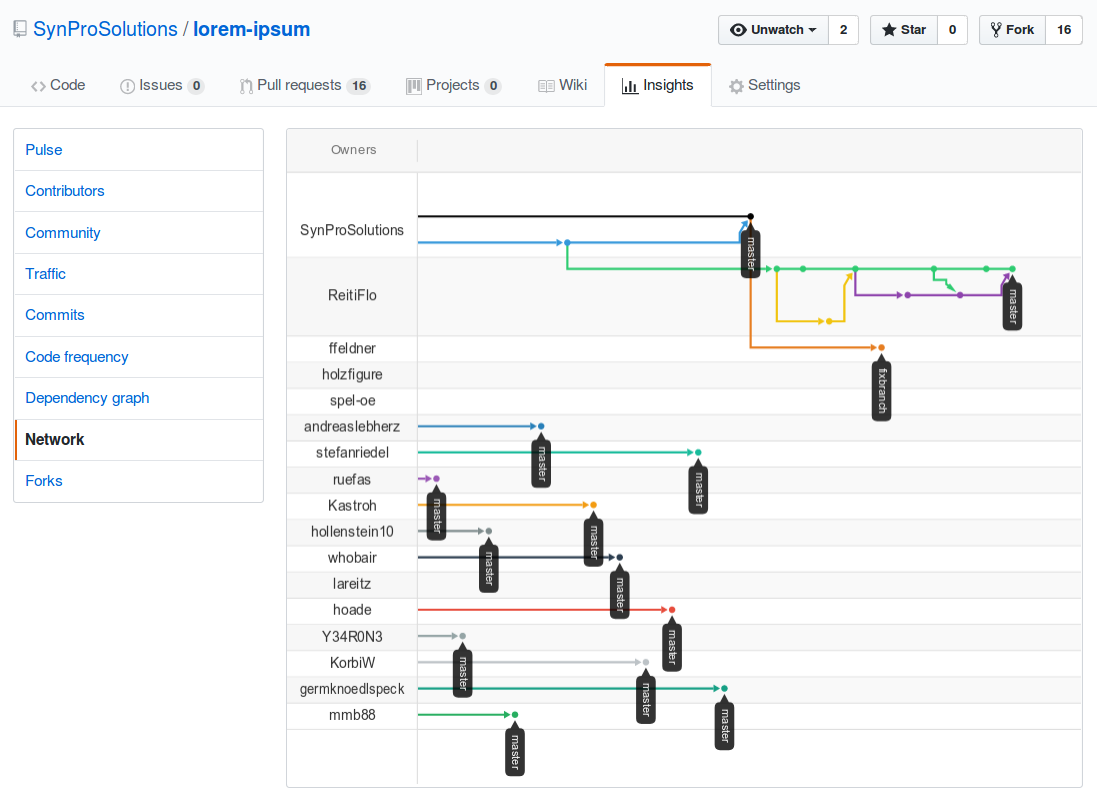 SynProSolutions / lorem-ipsum
Unwatch 2 Star 0 Fork 16
Code Issues 0 Pull requests 16 Projects 0 Wiki Insights Settings
Pulse
Contributors
Community
Traffic
Commits
Code frequency
Dependency graph
Network
Forks
Owners
SynProSolutions
master
ReitiFlo
master
ffeldner
fixbranch
holzfigure
spel-oe
andreaslebherz
master
stefanriedel
master
ruefas
master
Kastroh
master
hollenstein10
master
whobair
master
lareitz
hoade
master
Y34R0N3
master
KorbiW
master
germknoedlspeck
master
mmb88
master